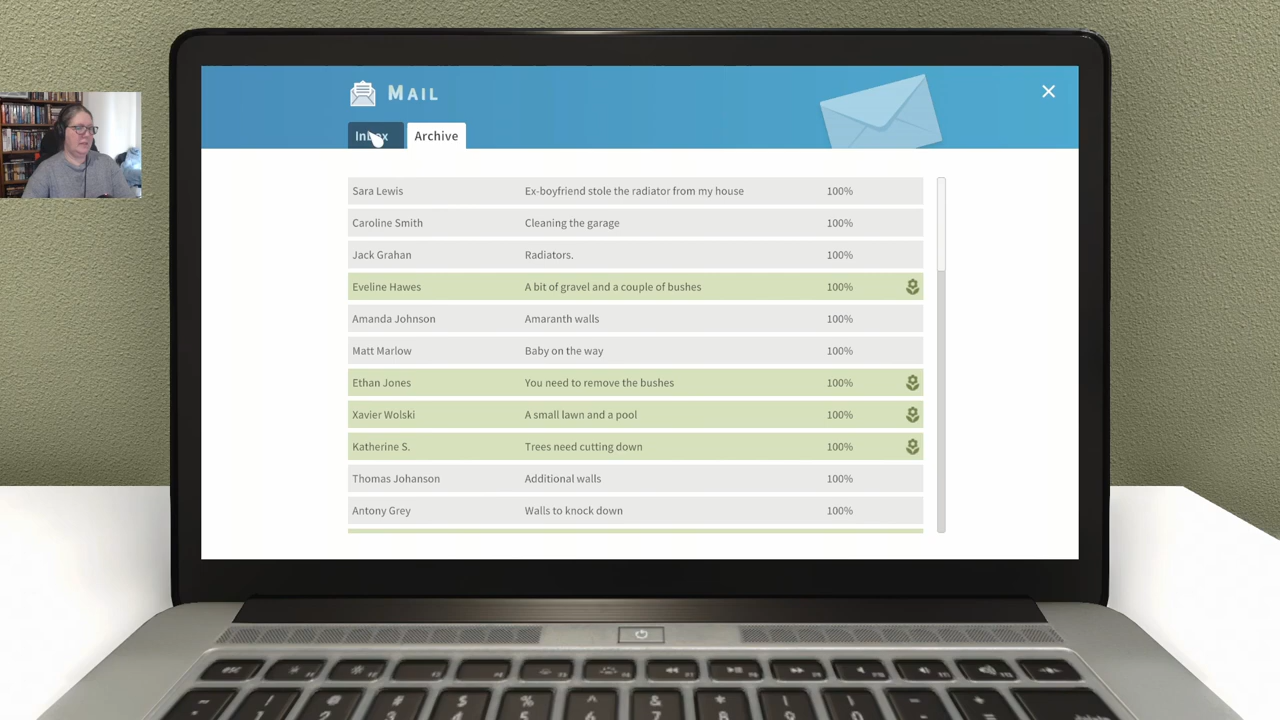 MAIL
Inbox
Archive
Sara Lewis Ex-boyfriend stole the radiator from my house 100%
Caroline Smith Cleaning the garage 100%
Jack Grahan Radiators. 100%
Eveline Hawes A bit of gravel and a couple of bushes 100%
Amanda Johnson Amaranth walls 100%
Matt Marlow Baby on the way 100%
Ethan Jones You need to remove the bushes 100%
Xavier Wolski A small lawn and a pool 100%
Katherine S. Trees need cutting down 100%
Thomas Johanson Additional walls 100%
Antony Grey Walls to knock down 100%